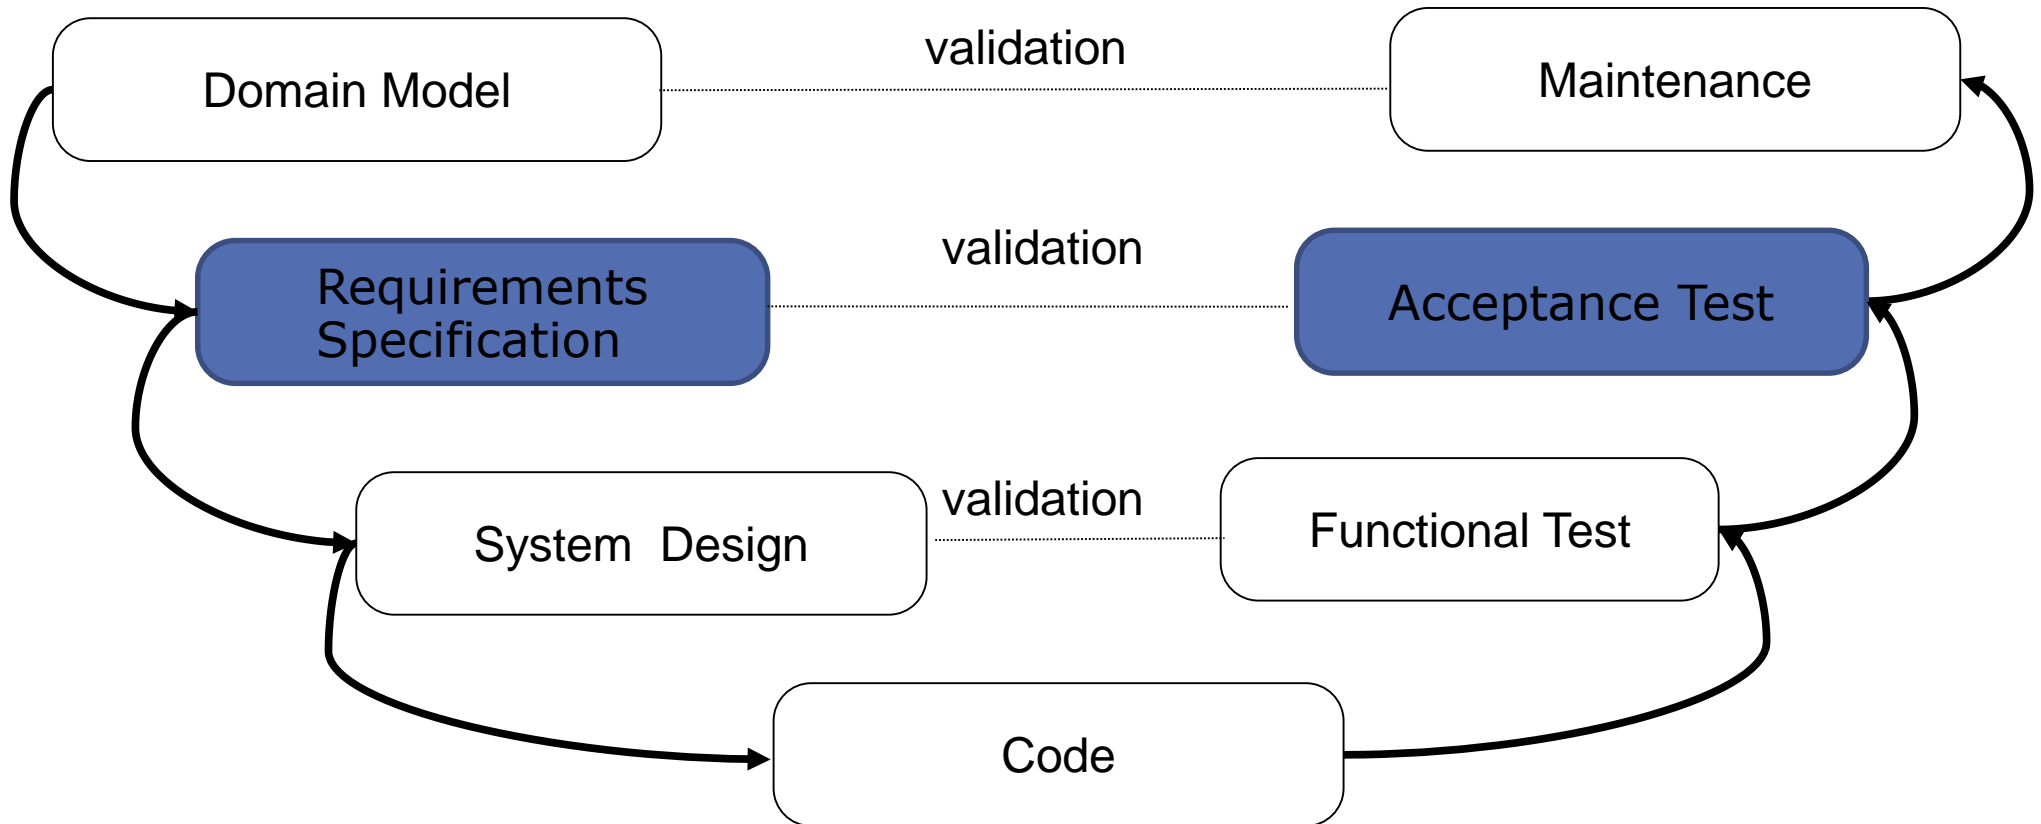 Domain Model
validation
Maintenance
Requirements
Specification
validation
Acceptance Test
System Design
validation
Functional Test
Code